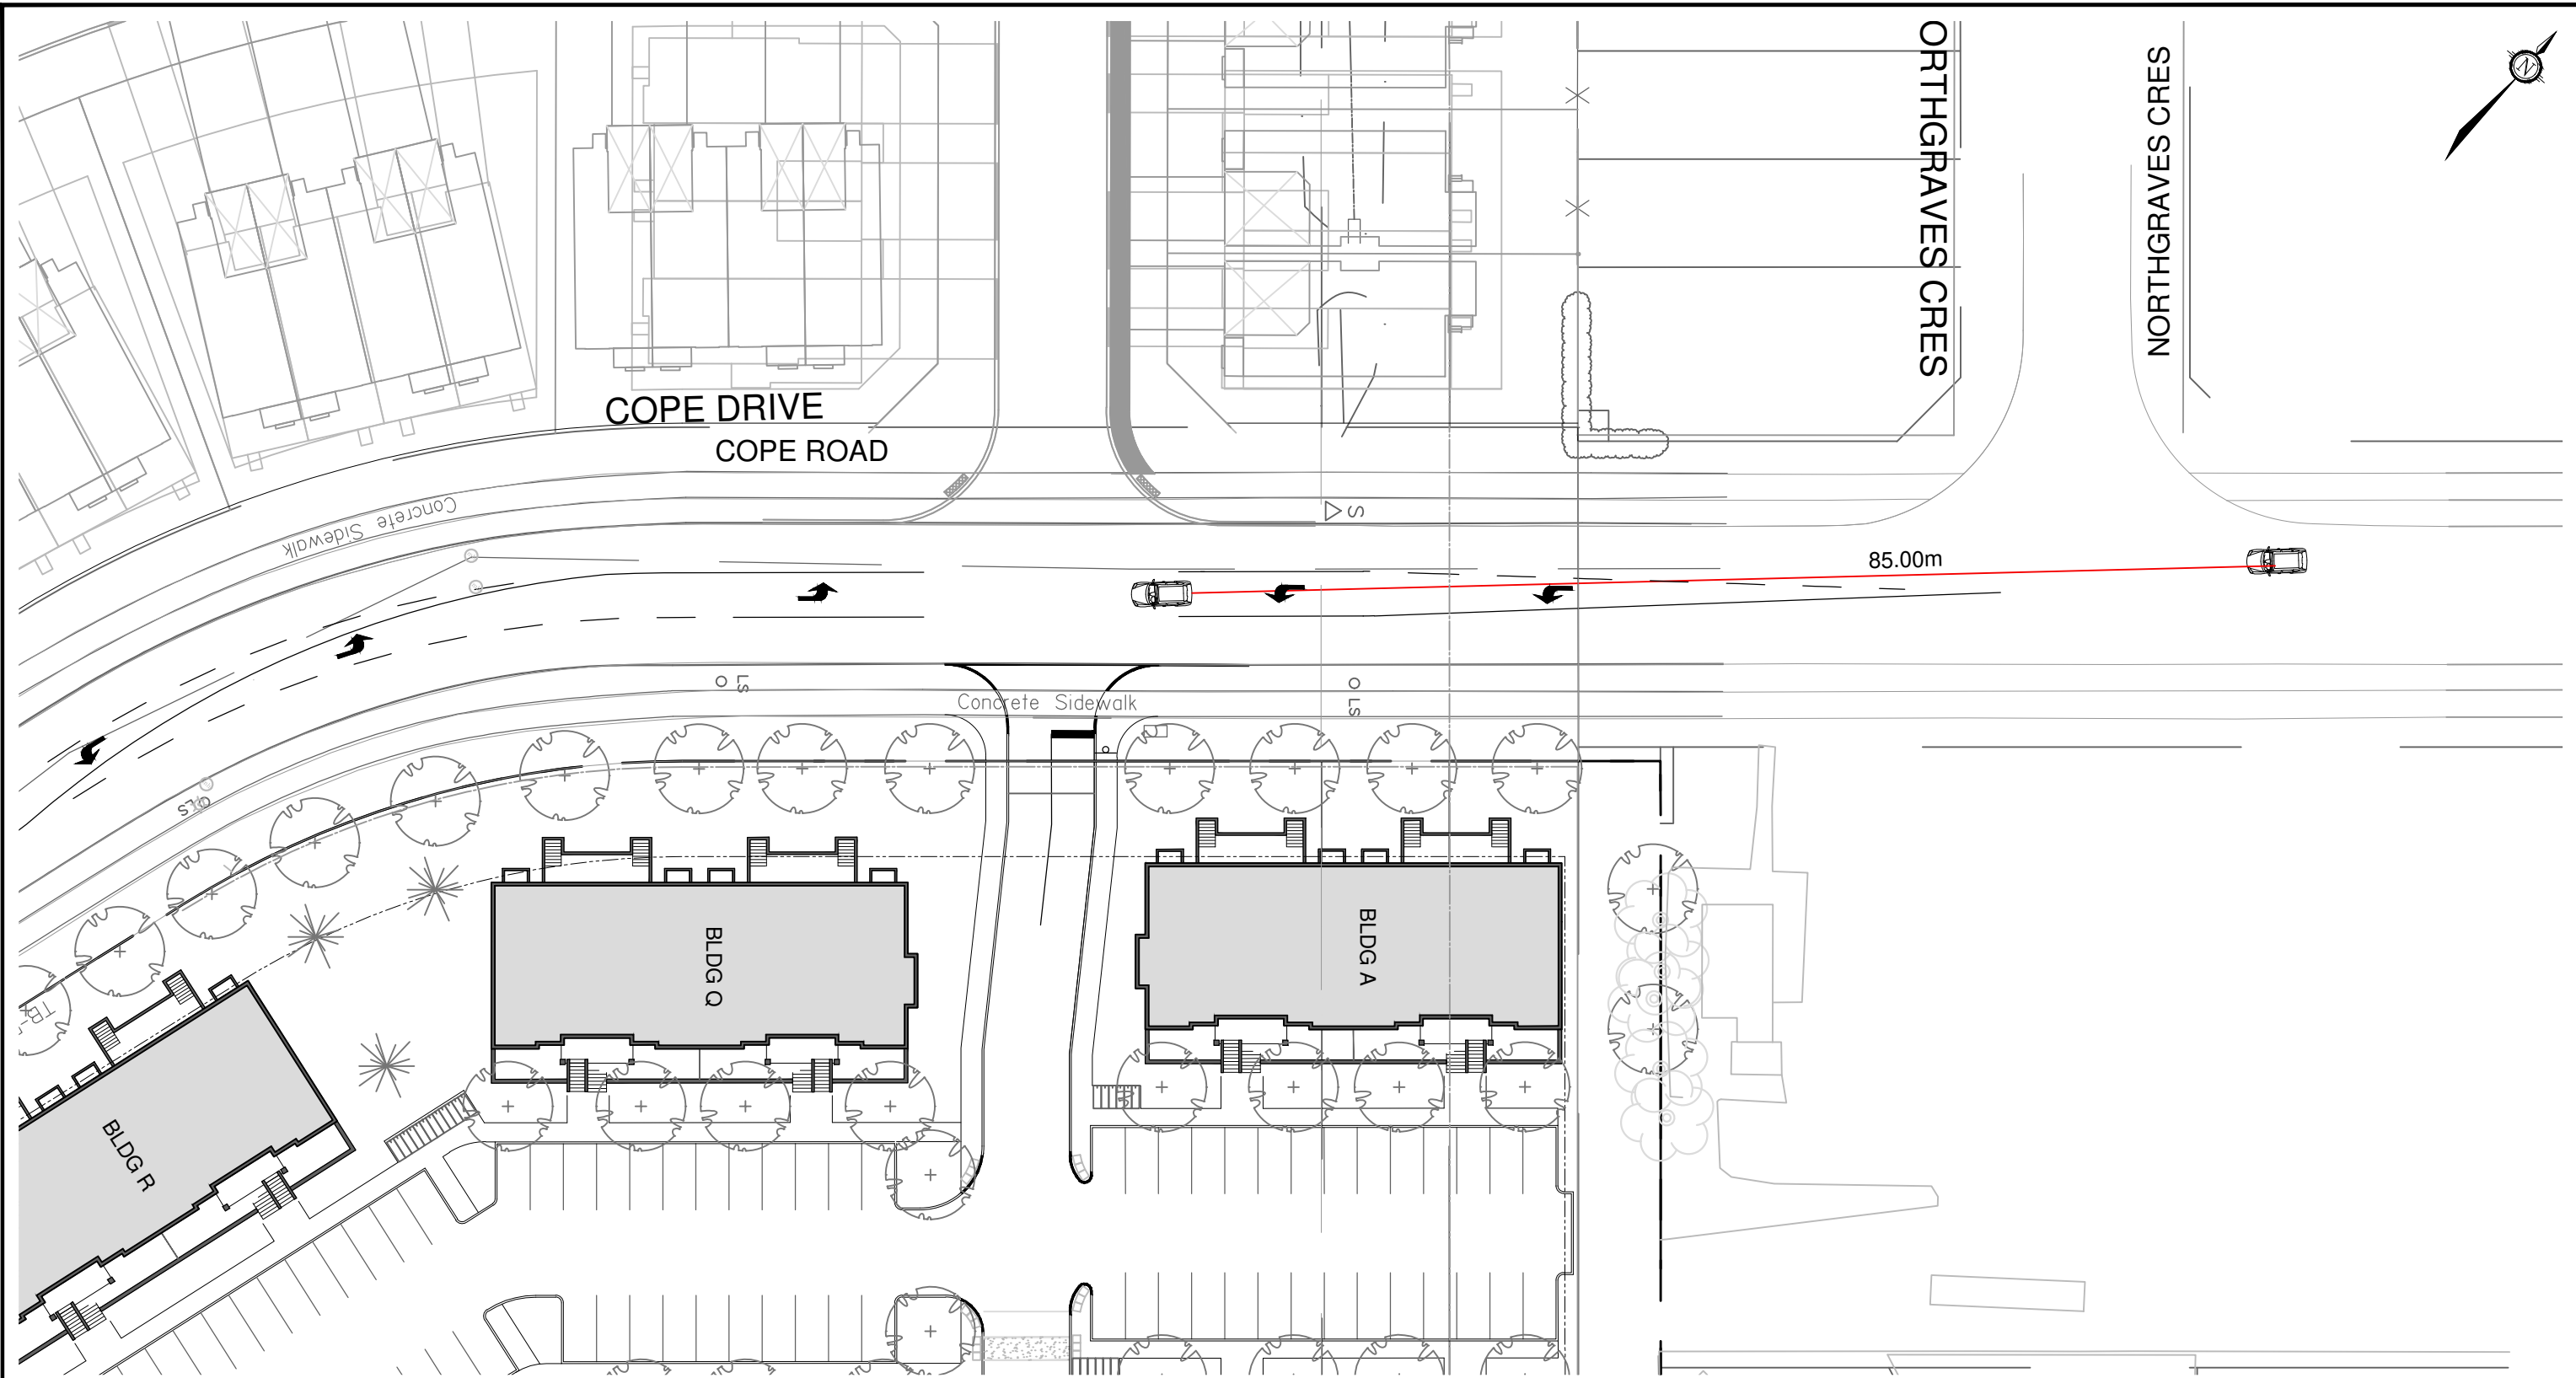 ORTHGRAVES CRES
NORTHGRAVES CRES
N
COPE DRIVE
COPE ROAD
Concrete Sidewalk
S
85.00m
LS
LS
Concrete Sidewalk
LS
BLDG Q
BLDG A
BLDG R